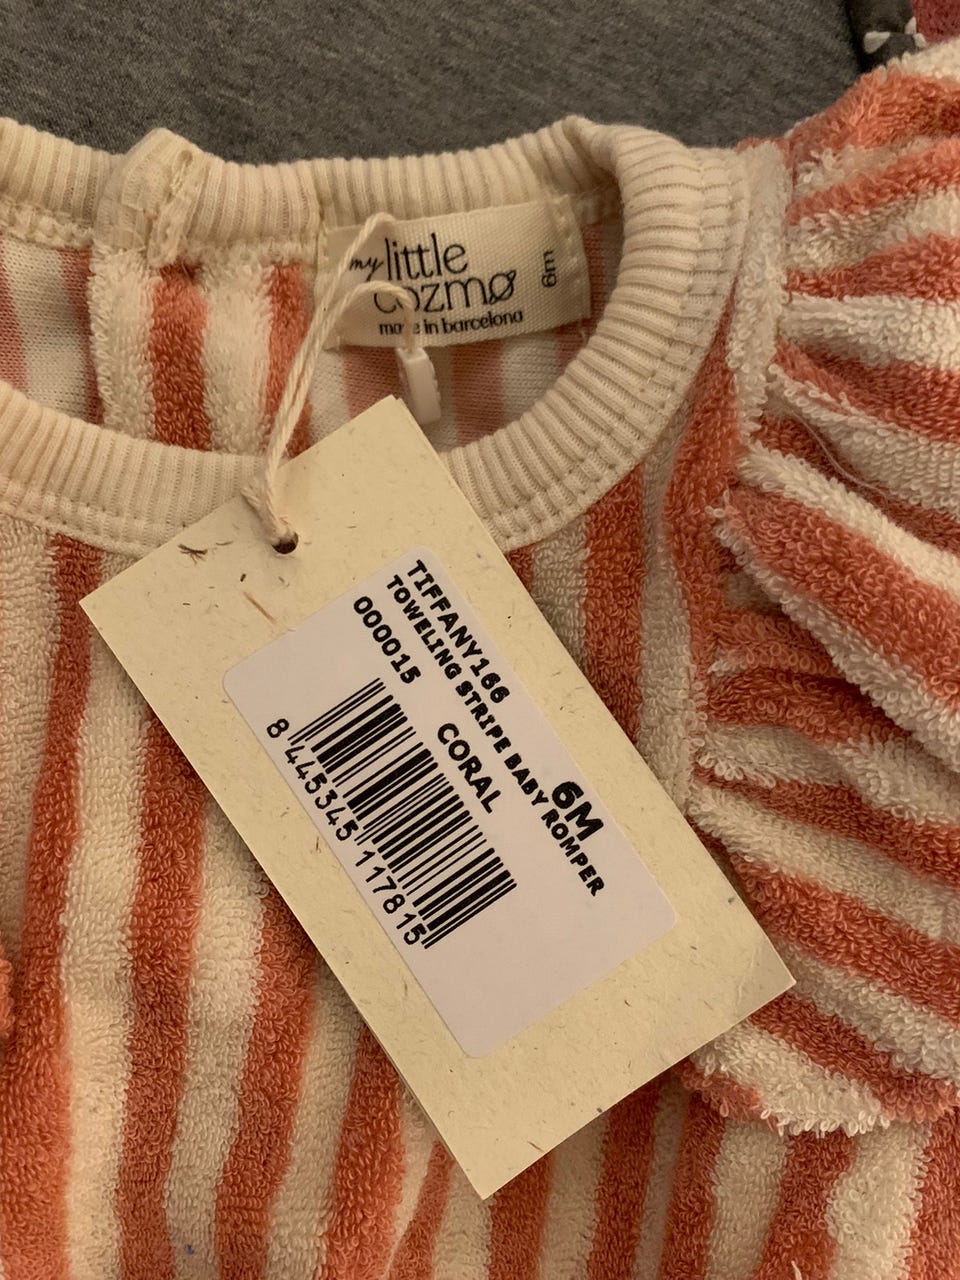 my little
cozmo
made in barcelona
6m
TIFFANY166
TOWELING STRIPE BABY ROMPER
000015
CORAL
6M
8 445345 117815